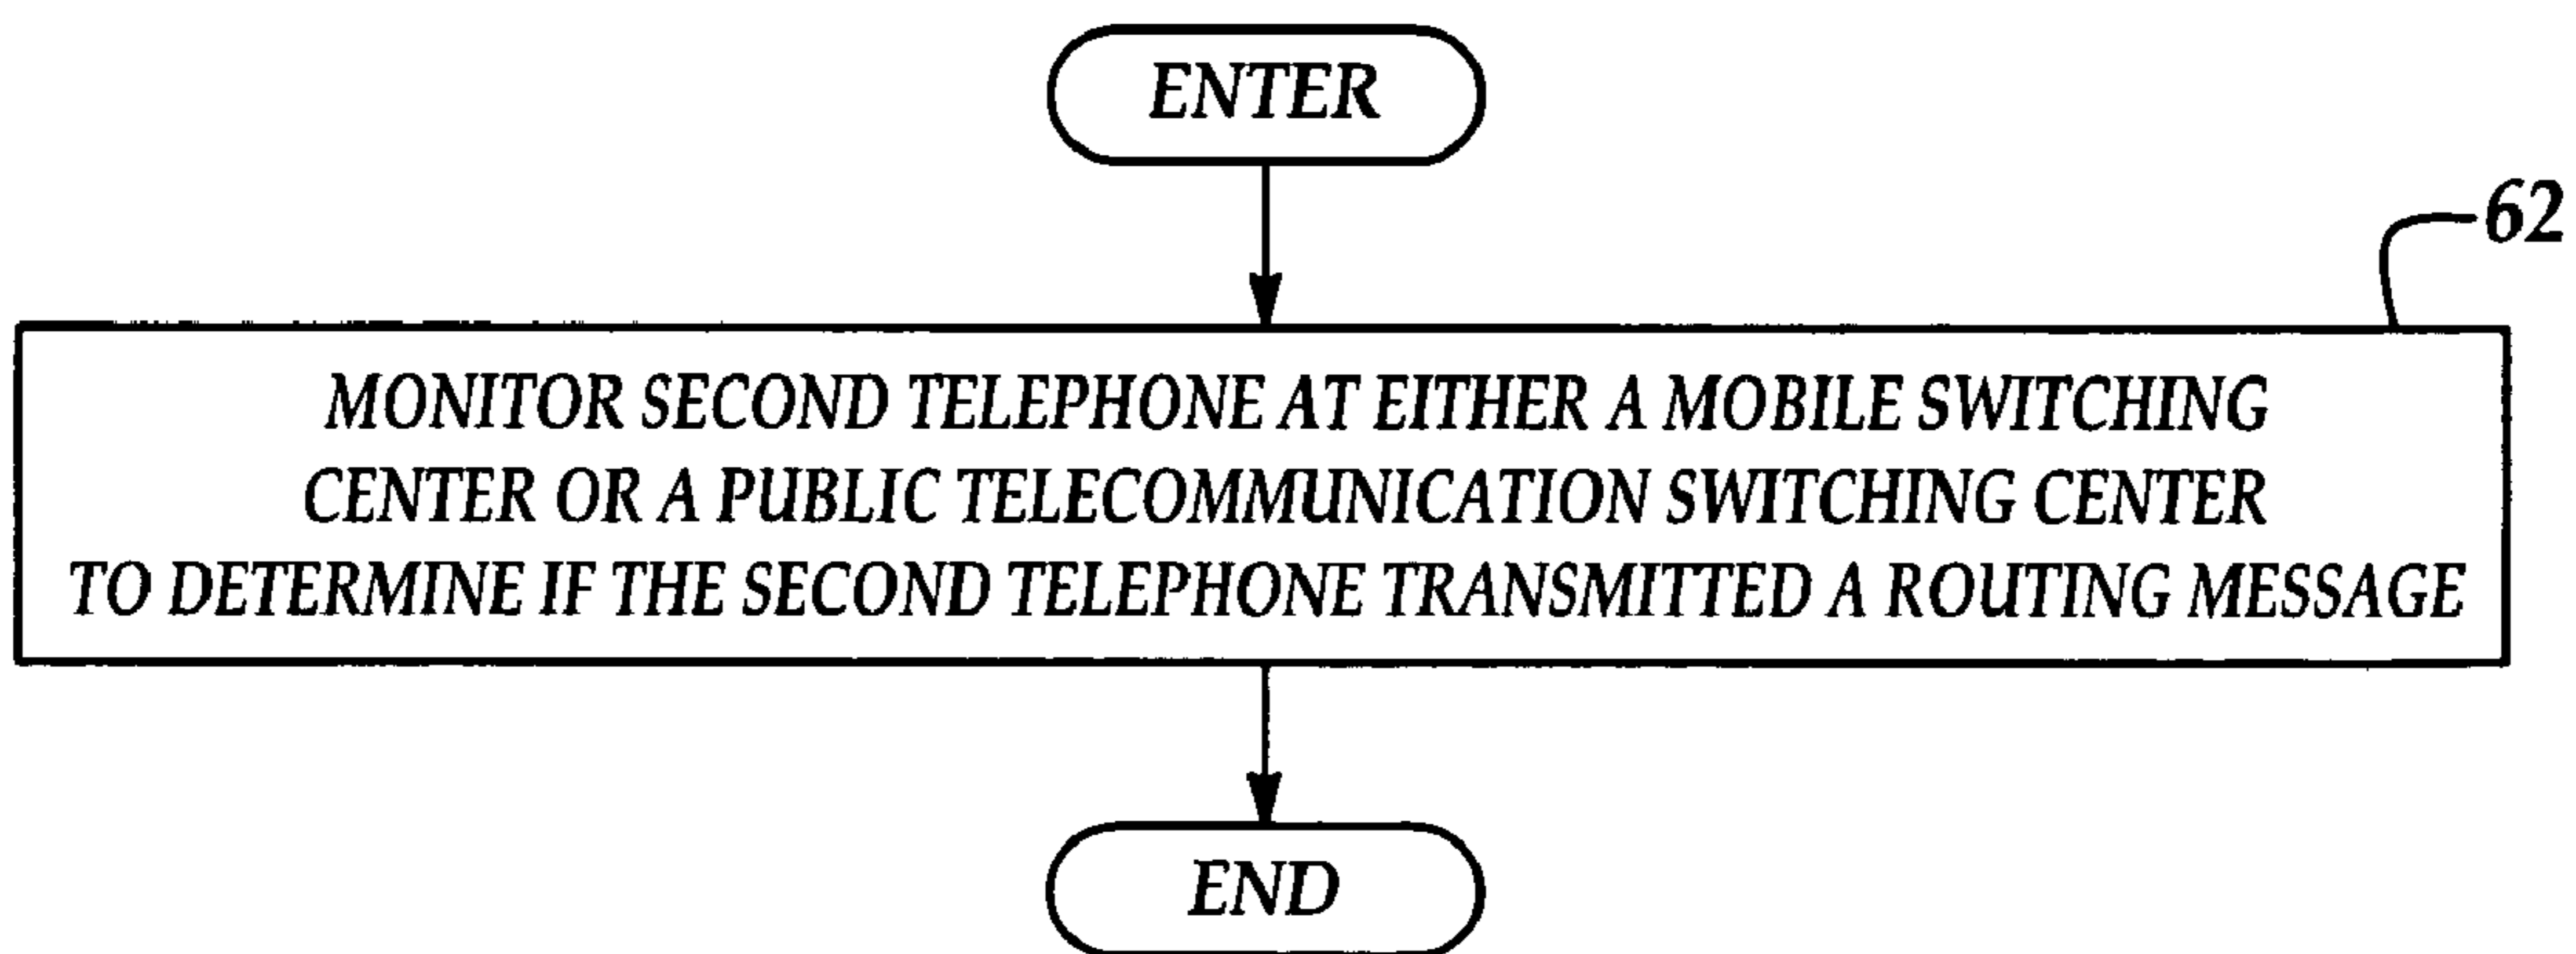 ENTER
62
MONITOR SECOND TELEPHONE AT EITHER A MOBILE SWITCHING
CENTER OR A PUBLIC TELECOMMUNICATION SWITCHING CENTER
TO DETERMINE IF THE SECOND TELEPHONE TRANSMITTED A ROUTING MESSAGE
END